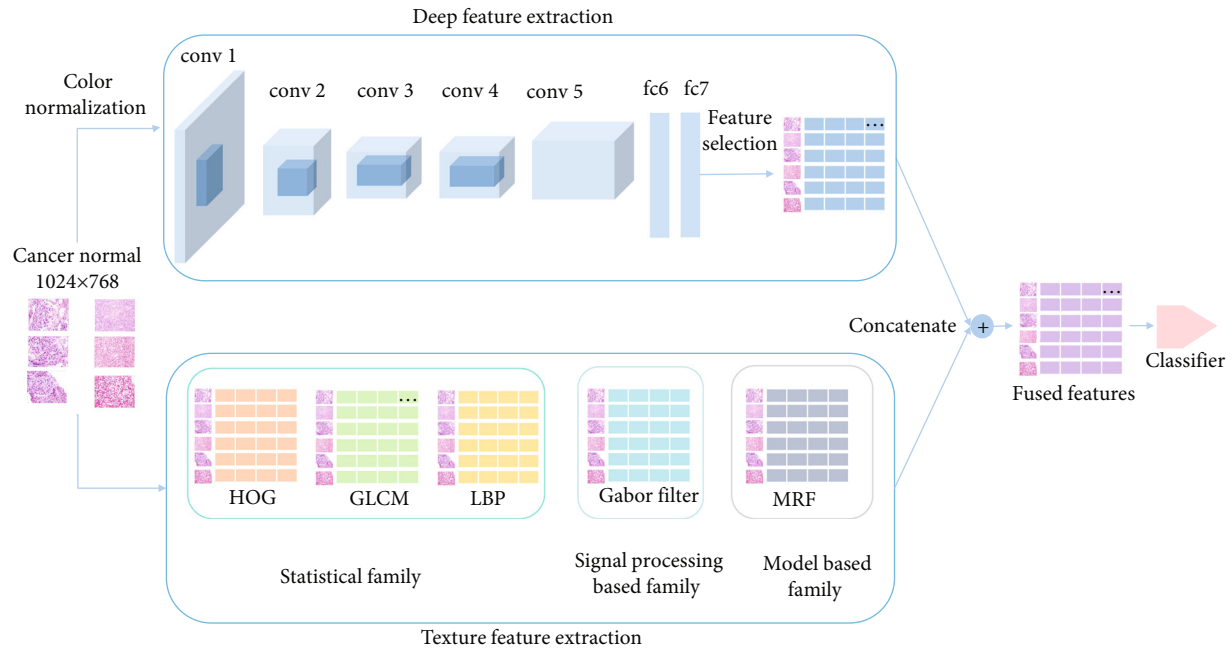 Deep feature extraction
conv 1
Color
normalization
conv 2
conv 3
conv 4
conv 5
fc6
fc7
Feature
selection
...
Cancer normal
1024×768
Concatenate
+
...
Fused features
Classifier
...
HOG
GLCM
LBP
Gabor filter
MRF
Statistical family
Signal processing
based family
Model based
family
Texture feature extraction